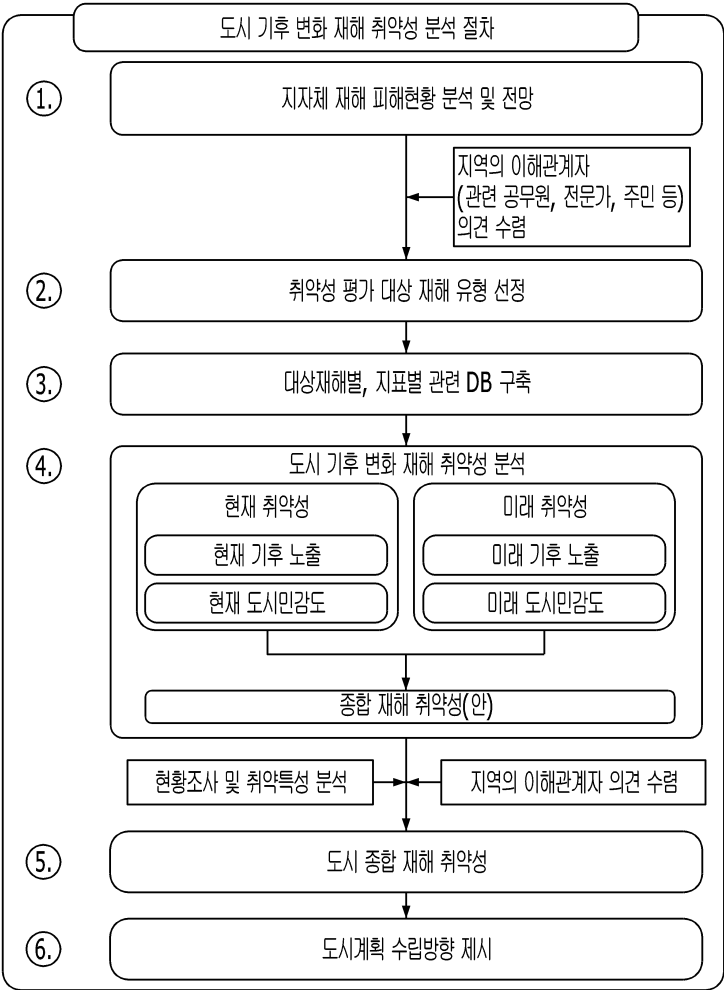 도시 기후 변화 재해 취약성 분석 절차
1.
지자체 재해 피해현황 분석 및 전망
지역의 이해관계자
(관련 공무원, 전문가, 주민 등)
의견 수렴
2.
취약성 평가 대상 재해 유형 선정
3.
대상재해별, 지표별 관련 DB 구축
4.
도시 기후 변화 재해 취약성 분석
현재 취약성
현재 기후 노출
현재 도시민감도
미래 취약성
미래 기후 노출
미래 도시민감도
종합 재해 취약성(안)
현황조사 및 취약특성 분석
지역의 이해관계자 의견 수렴
5.
도시 종합 재해 취약성
6.
도시계획 수립방향 제시